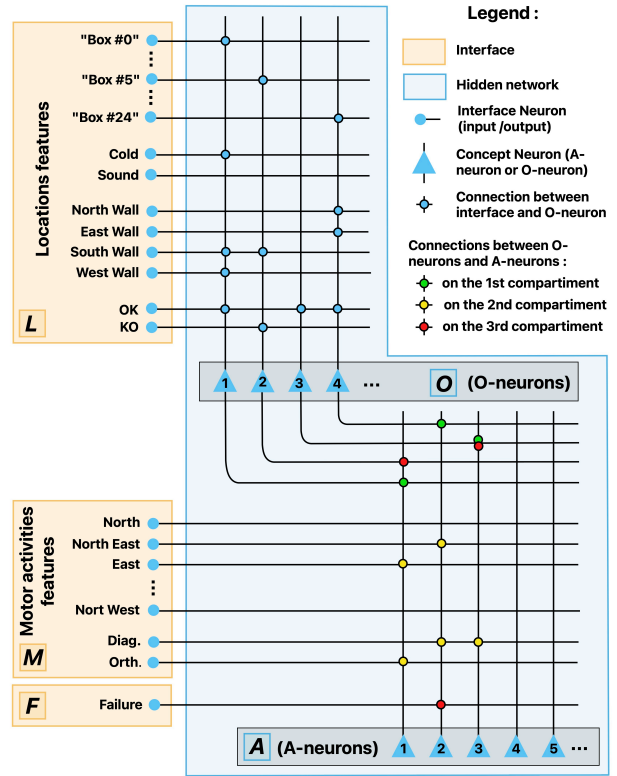 Legend :
Interface
Hidden network
Interface Neuron
(input /output)
Concept Neuron (A-
neuron or O-neuron)
Connection between
interface and O-neuron
Connections between O-
neurons and A-neurons :
on the 1st compartiment
on the 2nd compartiment
on the 3rd compartiment
Locations features
L
"Box #0"
"Box #5"
"Box #24"
Cold
Sound
North Wall
East Wall
South Wall
West Wall
OK
KO
1 2 3 4 ... O (O-neurons)
Motor activities
features
M
North
North East
East
Nort West
Diag.
Orth.
F
Failure
A (A-neurons) 1 2 3 4 5 ...